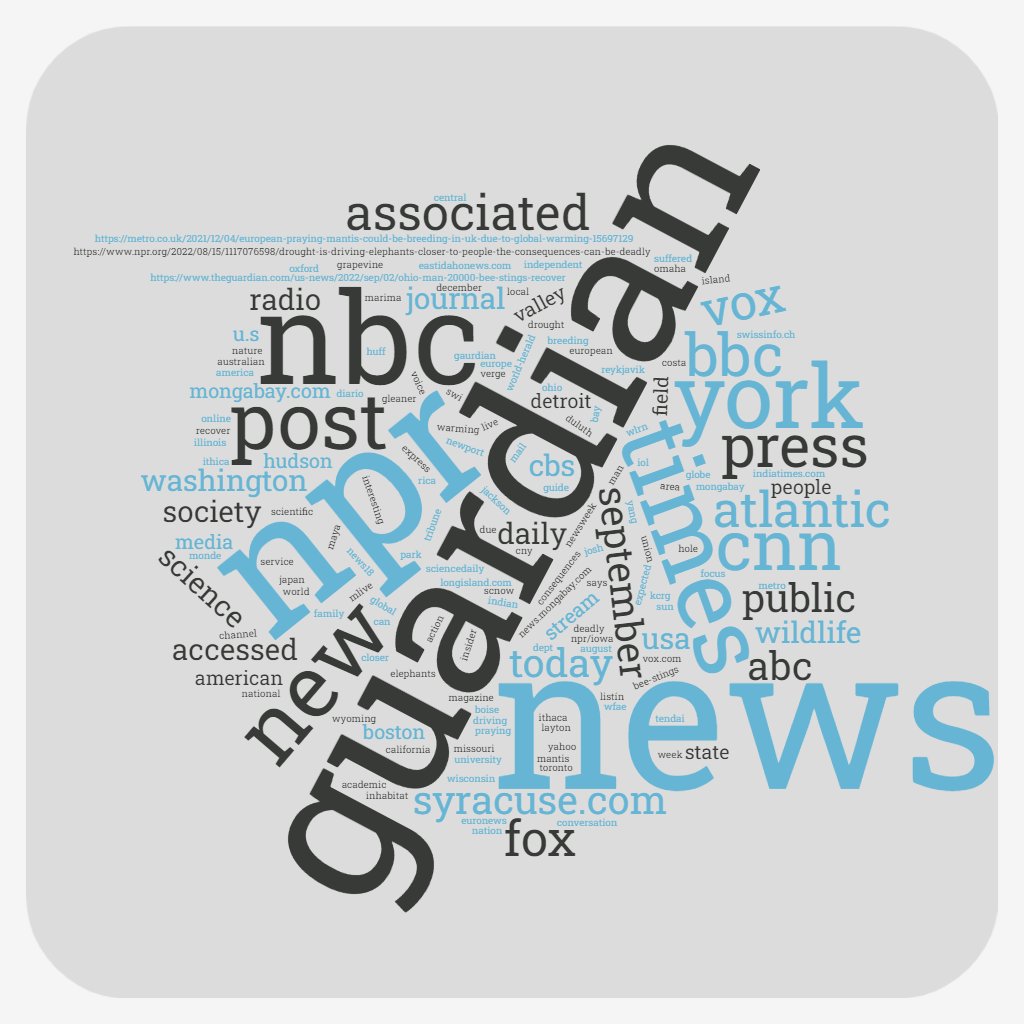 central
associated
https://metro.co.uk/2021/12/04/european-praying-mantis-could-be-breeding-in-uk-due-to-global-warming-15697129
https://www.npr.org/2022/08/15/1117076598/drought-is-driving-elephants-closer-to-people-the-consequences-can-be-deadly
oxford
grapevine
eastidahonews.com
independent
suffered
omaha
https://www.theguardian.com/us-news/2022/sep/02/ohio-man-20000-bee-stings-recover
island
guardian
december
local
radio
marima
journal
valley
vox
drought
u.s
nbc
breeding
european
swissinfo.ch
nature
huff
gaurdian
europe
verge
world-herald
bbc
australian
america
costa
reykjavik
mongabay.com
diario
gleaner
voice
swi
ohio
detroit
field
york
post
npr
online
recover
illinois
warming
live
duluth
bay
wlrn
times
press
ithica
hudson
express
newport
mail
cbs
guide
iol
man
globe
indiatimes.com
washington
rica
interesting
jackson
area
mongabay
people
society
scientific
tribune
due
daily
newsweek
september
yang
atlantic
media
monde
maya
news18
park
cny
josh
union
hole
cnn
science
service
japan
world
mlive
sciencedaily
longisland.com
scnow
indian
consequences
says
news.mongabay.com
expected
kcrg
sun
focus
metro
public
family
global
can
action
insider
stream
deadly
npr/iowa
august
dept
usa
wildlife
channel
accessed
new
closer
elephants
today
vox.com
bee-stings
abc
american
national
magazine
listin
wfae
news
wyoming
boston
boise
driving
praying
ithaca
layton
tendai
california
missouri
university
yahoo
mantis
toronto
week
state
wisconsin
academic
inhabitat
syracuse.com
euronews
nation
conversation
fox